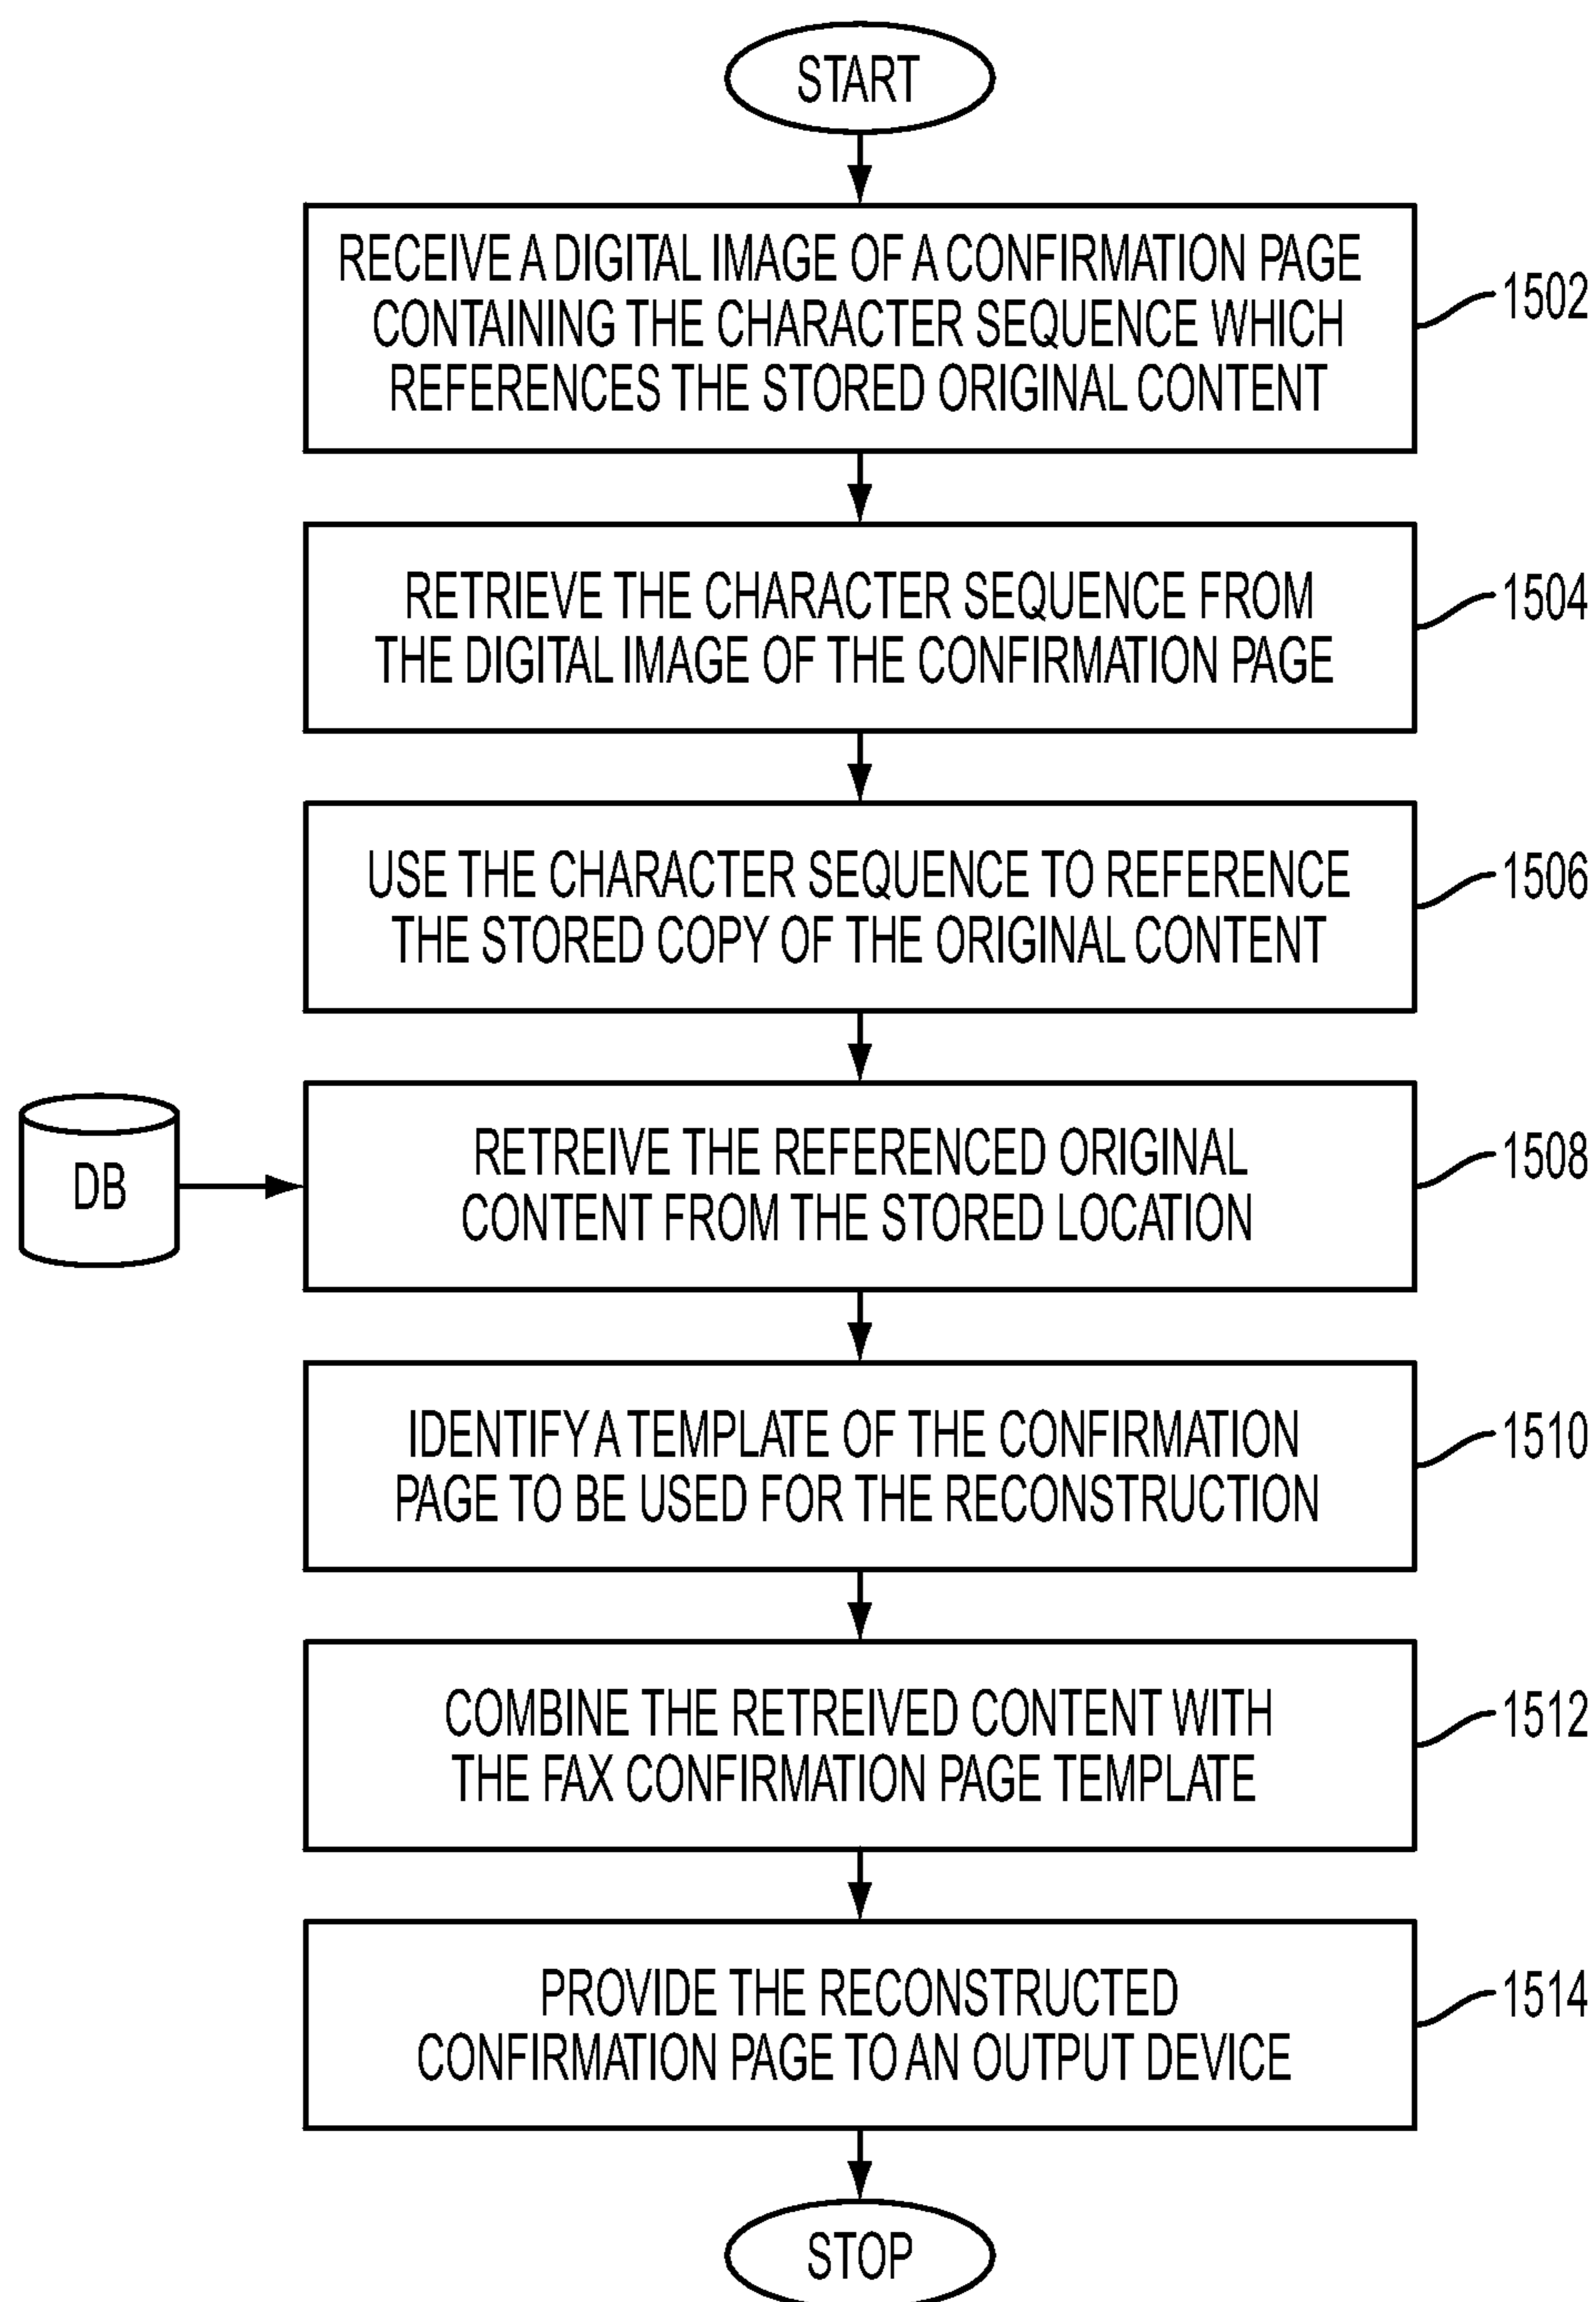 START
RECEIVE A DIGITAL IMAGE OF A CONFIRMATION PAGE
CONTAINING THE CHARACTER SEQUENCE WHICH
REFERENCES THE STORED ORIGINAL CONTENT
1502
RETRIEVE THE CHARACTER SEQUENCE FROM
THE DIGITAL IMAGE OF THE CONFIRMATION PAGE
1504
USE THE CHARACTER SEQUENCE TO REFERENCE
THE STORED COPY OF THE ORIGINAL CONTENT
1506
DB
RETREIVE THE REFERENCED ORIGINAL
CONTENT FROM THE STORED LOCATION
1508
IDENTIFY A TEMPLATE OF THE CONFIRMATION
PAGE TO BE USED FOR THE RECONSTRUCTION
1510
COMBINE THE RETREIVED CONTENT WITH
THE FAX CONFIRMATION PAGE TEMPLATE
1512
PROVIDE THE RECONSTRUCTED
CONFIRMATION PAGE TO AN OUTPUT DEVICE
1514
STOP